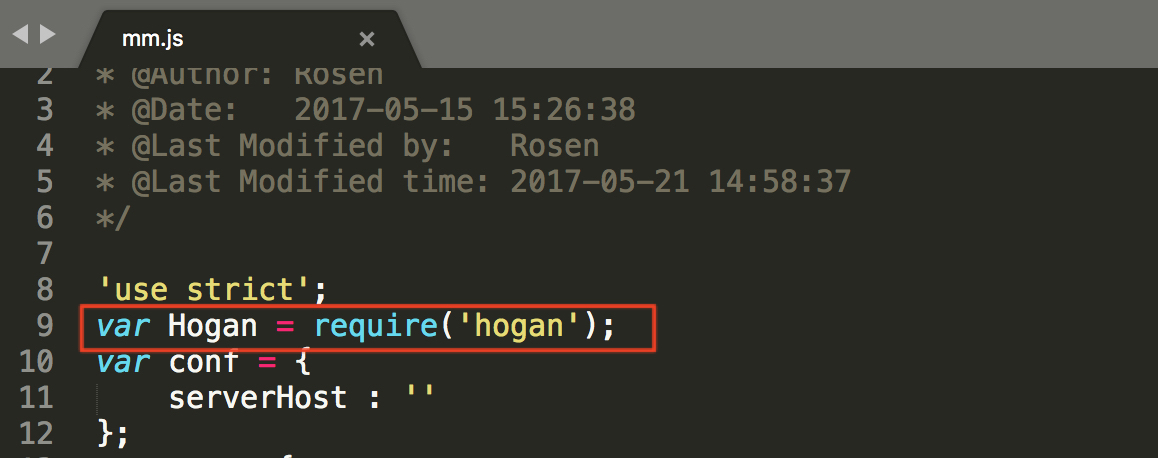 mm.js ×
2 * @Author: Rosen
3 * @Date:   2017-05-15 15:26:38
4 * @Last Modified by:   Rosen
5 * @Last Modified time: 2017-05-21 14:58:37
6 */
7
8 'use strict';
9 var Hogan = require('hogan');
10 var conf = {
11     serverHost : ''
12 };